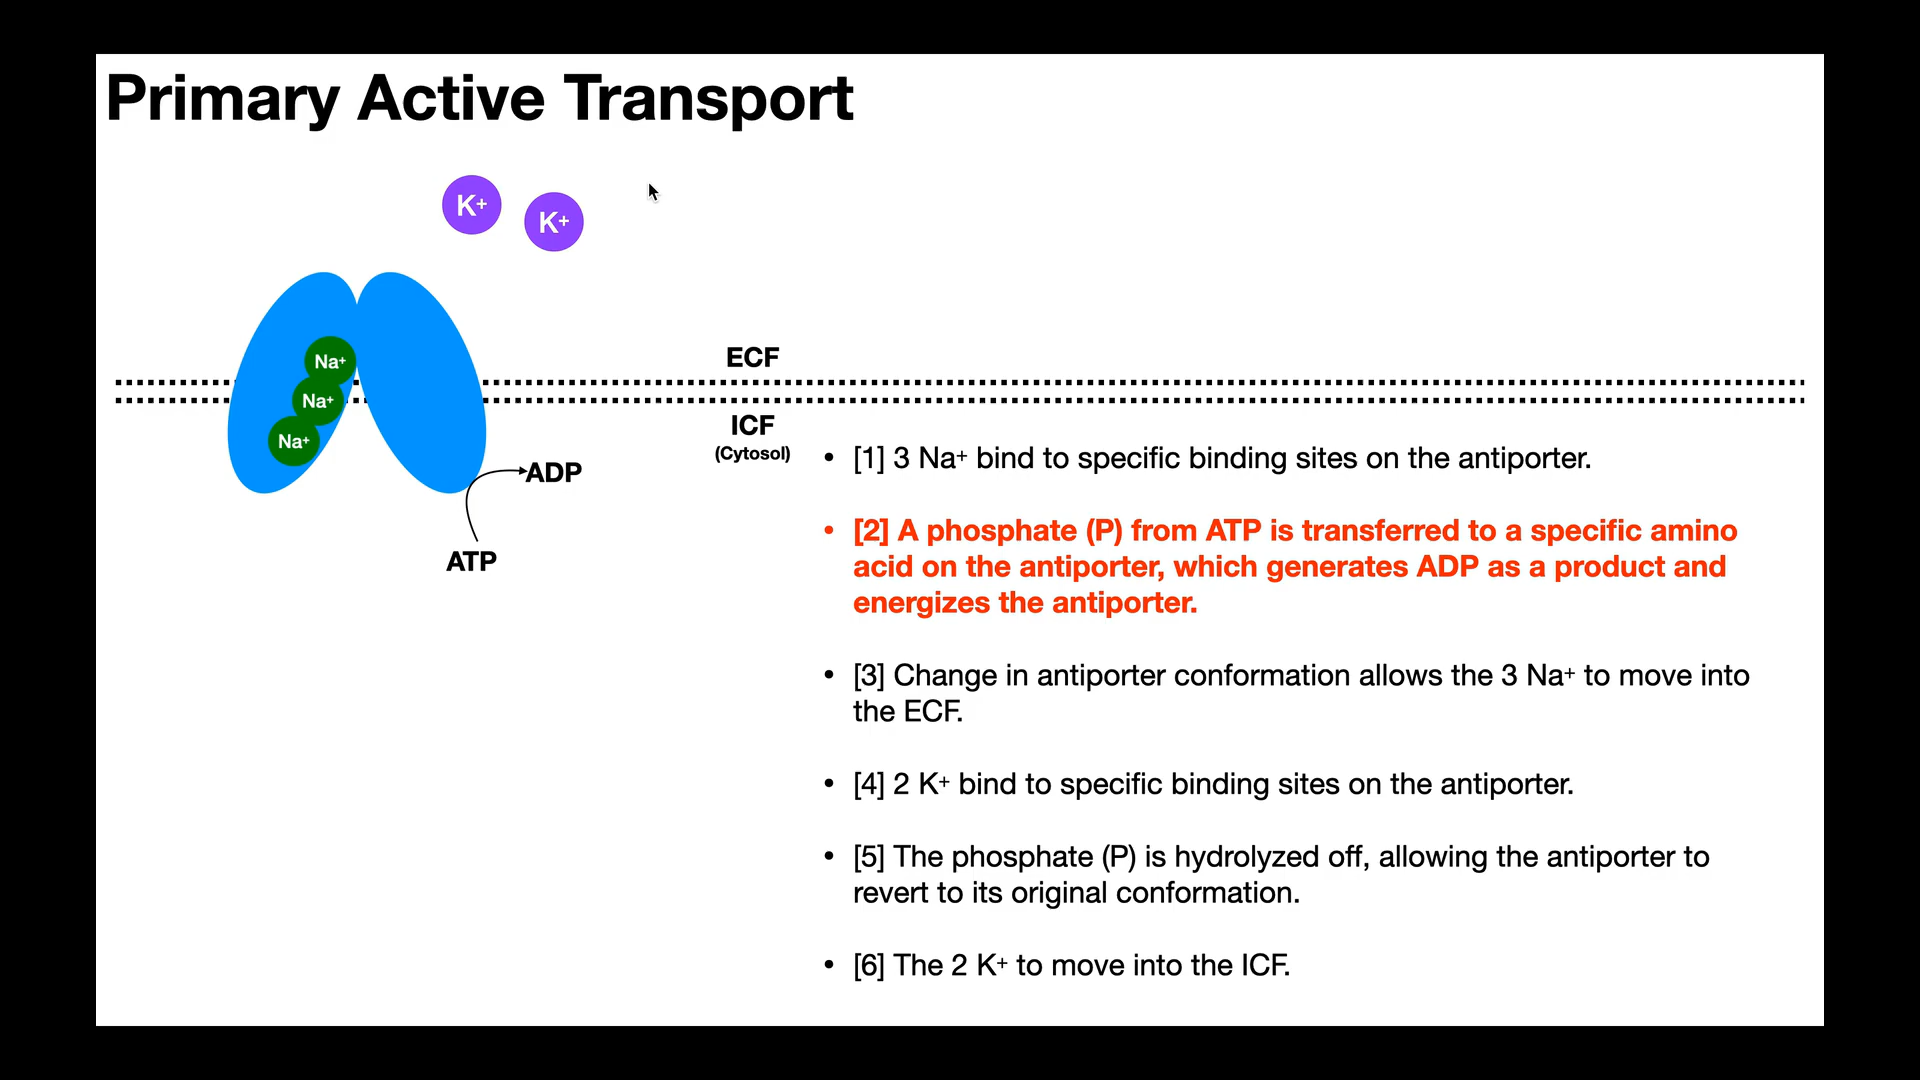 Primary Active Transport
K+
K+
Na+
Na+
Na+
ECF
ICF
(Cytosol)
ADP
ATP
• [1] 3 Na+ bind to specific binding sites on the antiporter.
• [2] A phosphate (P) from ATP is transferred to a specific amino
acid on the antiporter, which generates ADP as a product and
energizes the antiporter.
• [3] Change in antiporter conformation allows the 3 Na+ to move into
the ECF.
• [4] 2 K+ bind to specific binding sites on the antiporter.
• [5] The phosphate (P) is hydrolyzed off, allowing the antiporter to
revert to its original conformation.
• [6] The 2 K+ to move into the ICF.